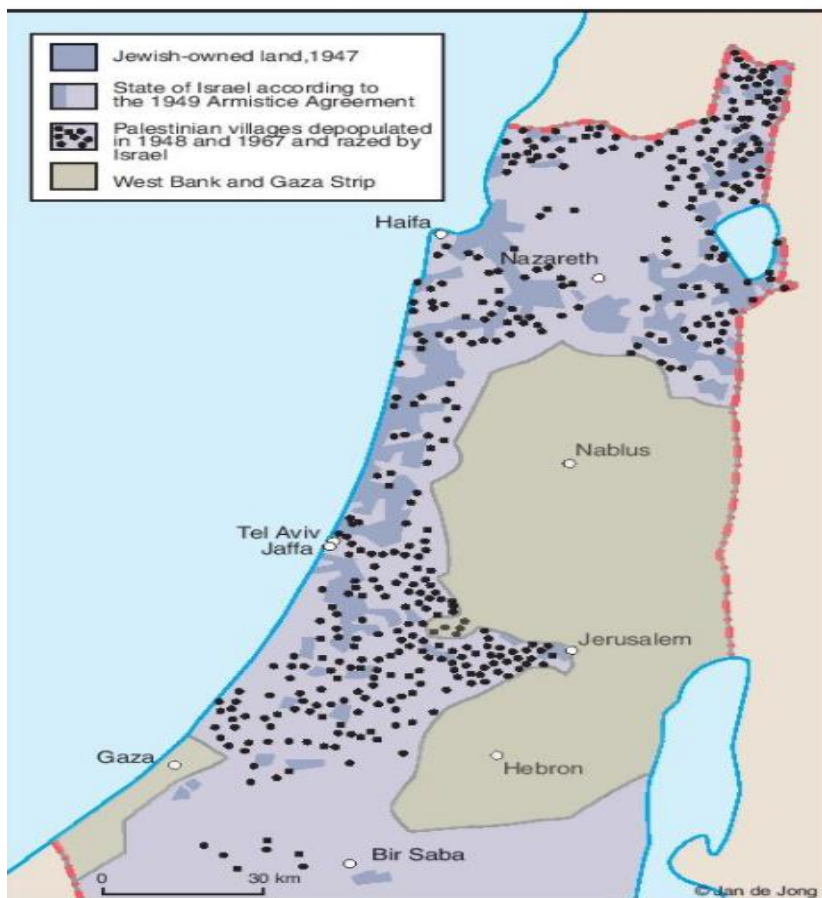 Jewish-owned land,1947
State of Israel according to
the 1949 Armistice Agreement
Palestinian villages depopulated
in 1948 and 1967 and razed by
Israel
West Bank and Gaza Strip
Haifa
Nazareth
Nablus
Tel Aviv
Jaffa
Jerusalem
Gaza
Hebron
Bir Saba
0 30 km
© Jan de Jong